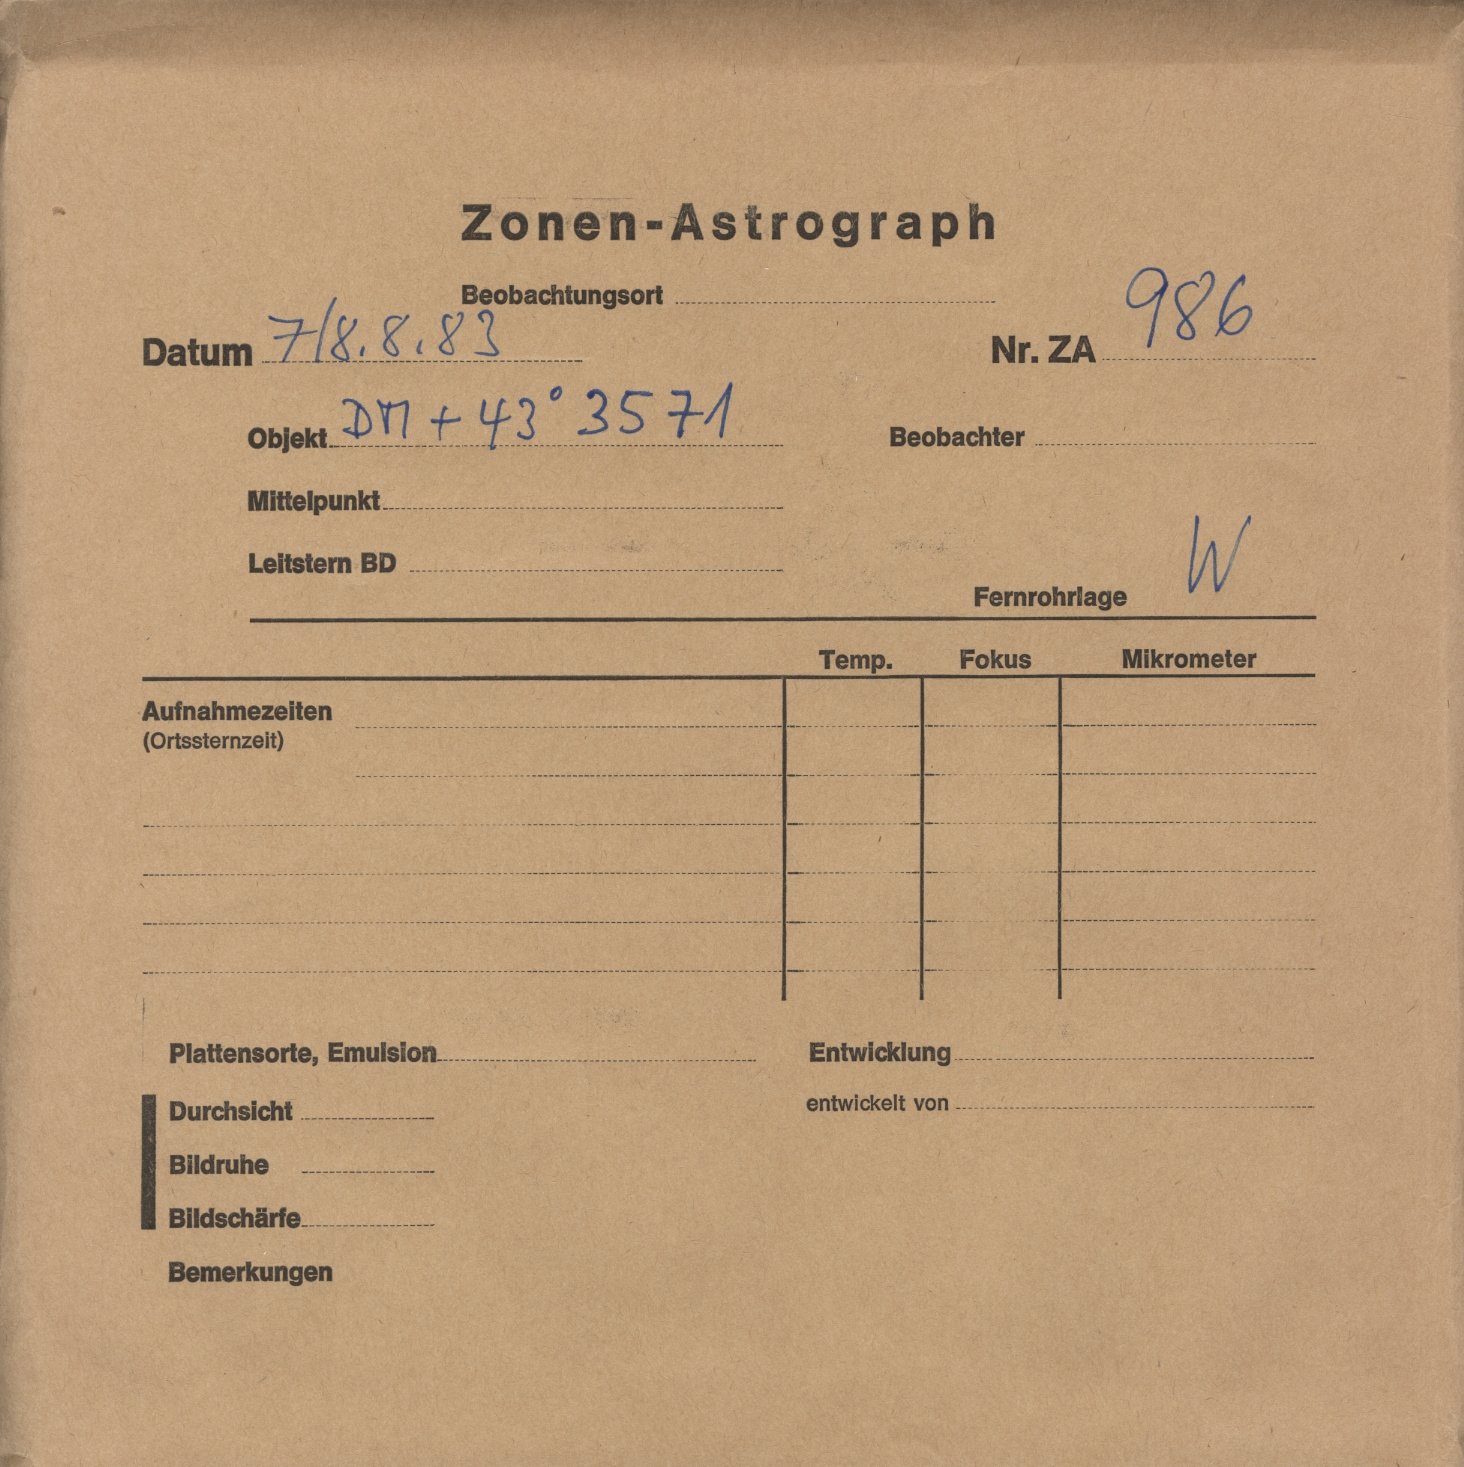 Zonen-Astrograph
Beobachtungsort
Datum 7/8.8.83
Nr. ZA 986
Objekt DM + 43° 3571
Beobachter
Mittelpunkt
Leitstern BD
Fernrohrlage W
Temp. Fokus Mikrometer
Aufnahmezeiten
(Ortssternzeit)
Plattensorte, Emulsion
Entwicklung
Durchsicht
entwickelt von
Bildruhe
Bildschärfe
Bemerkungen